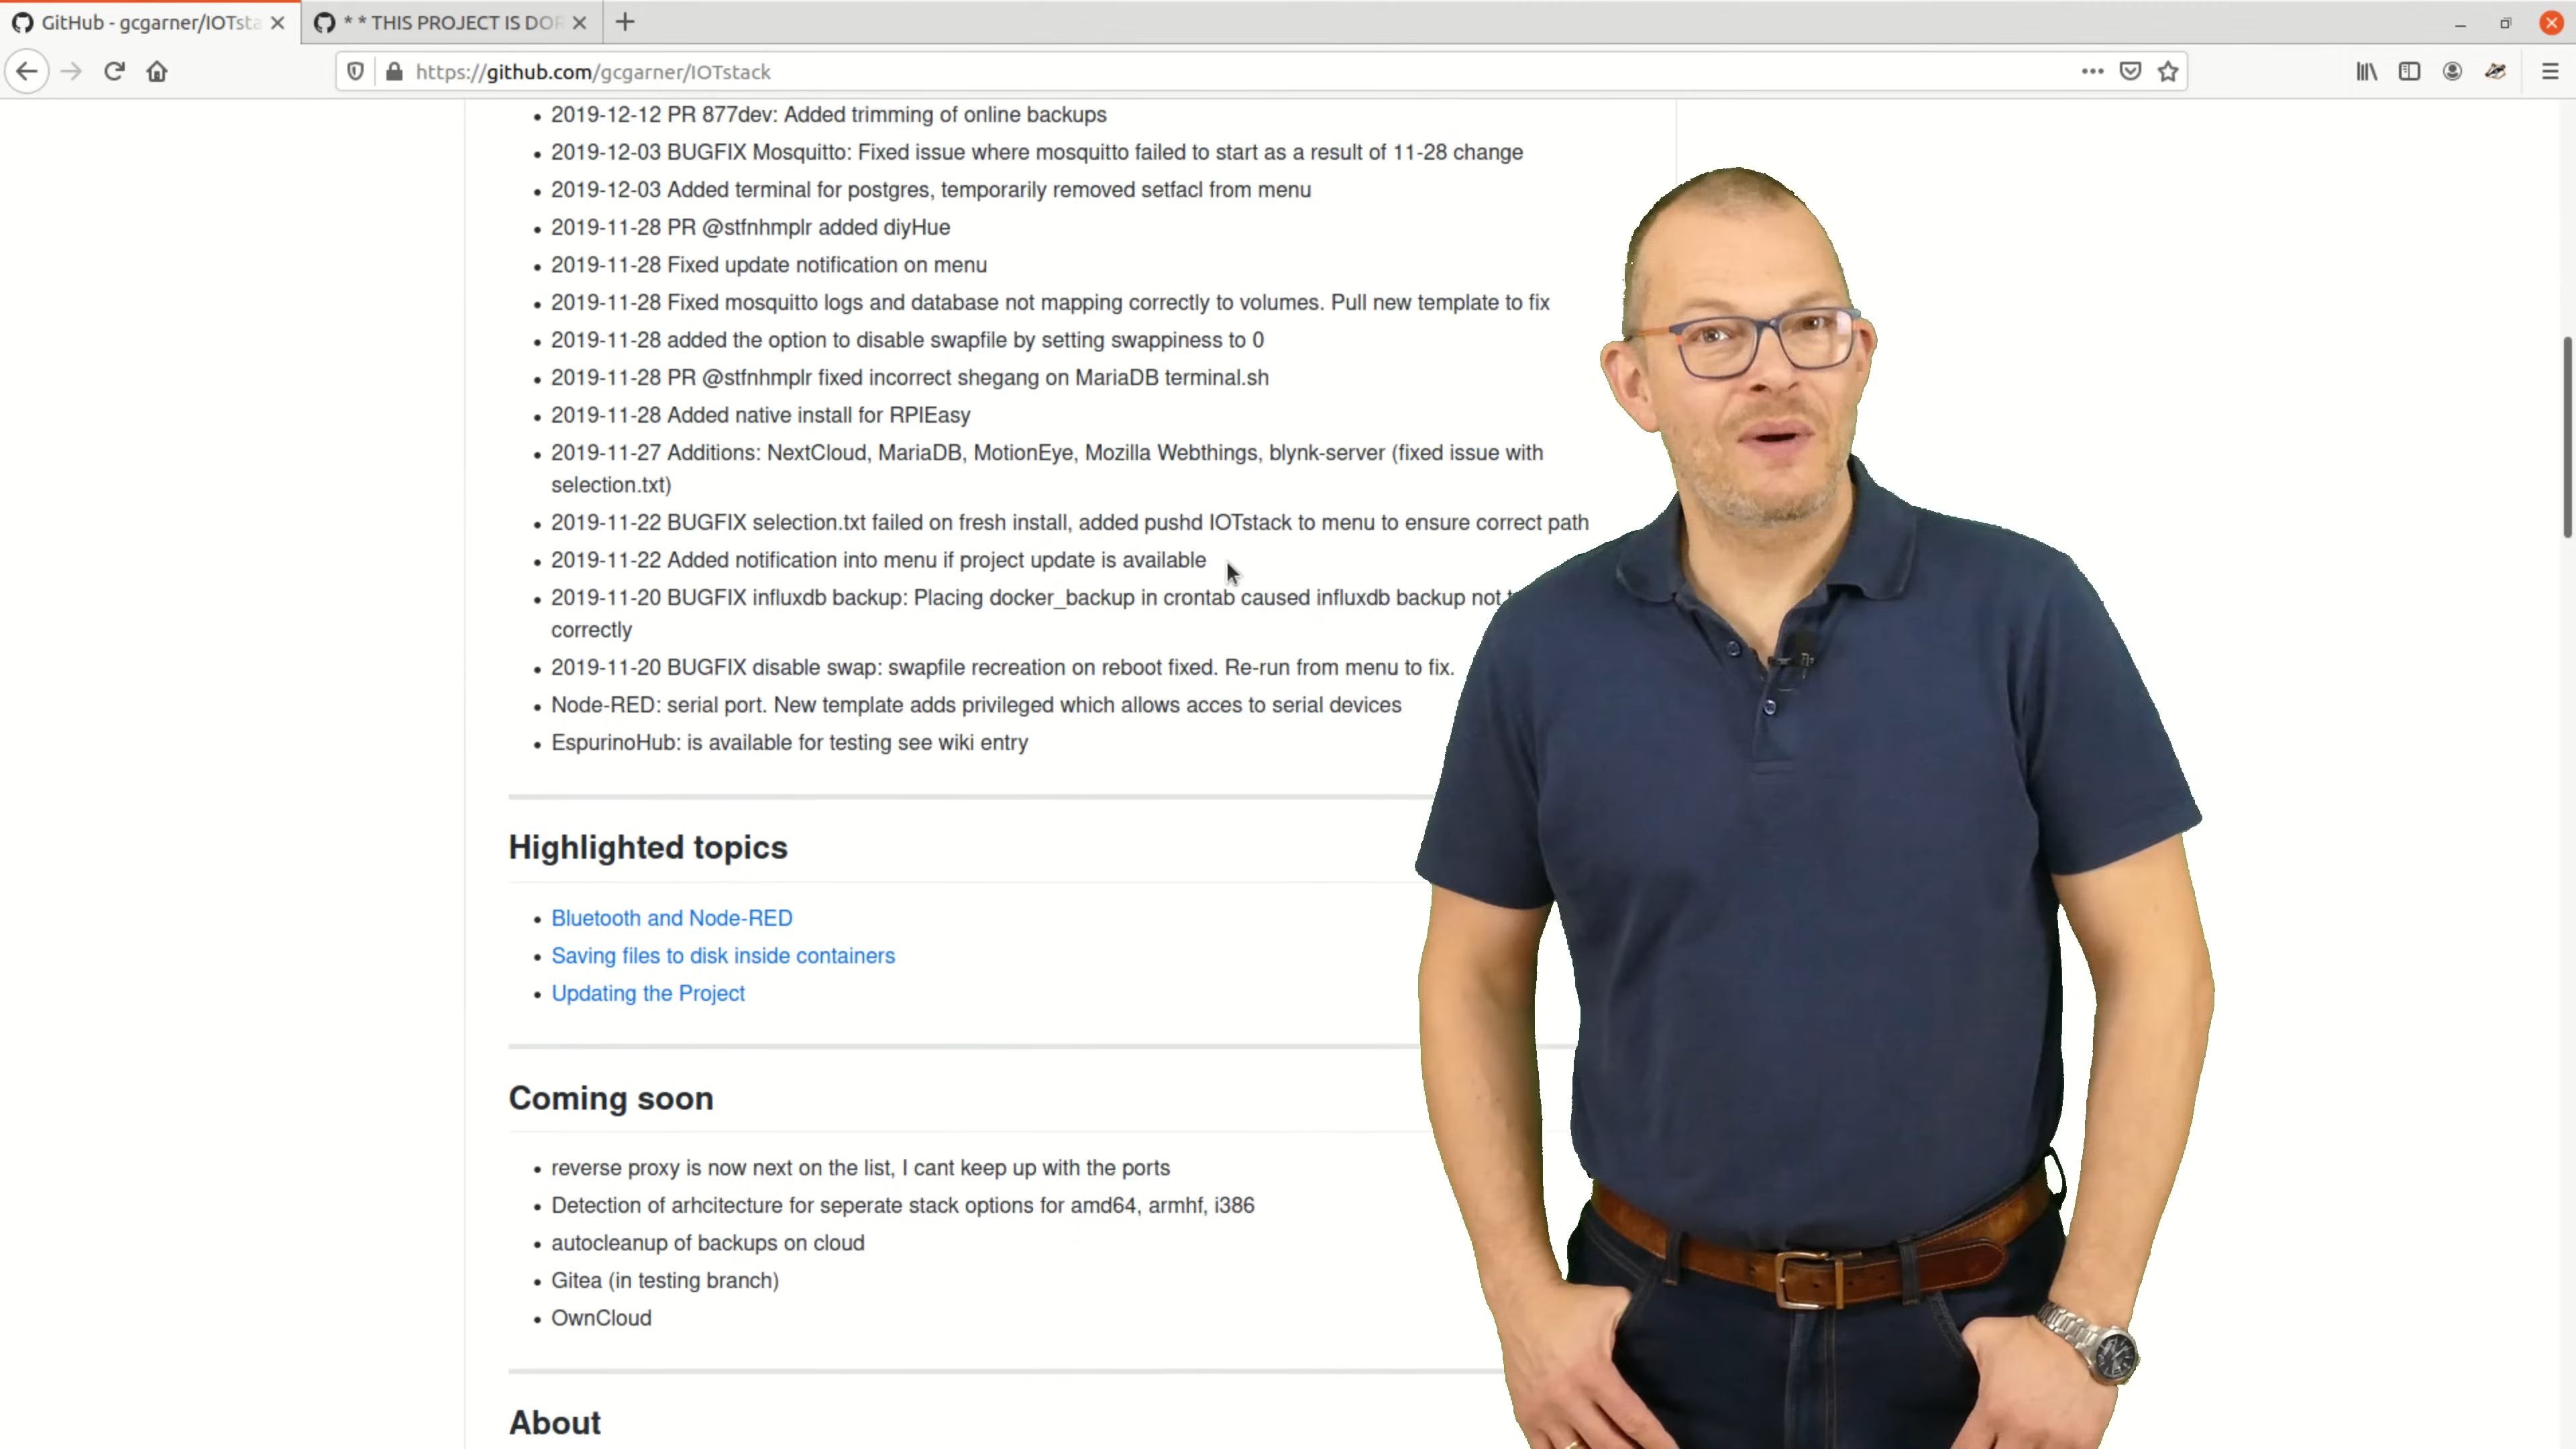 GitHub - gcgarner/IOTsta
* * THIS PROJECT IS DOR
https://github.com/gcgarner/IOTstack
2019-12-12 PR 877dev: Added trimming of online backups
2019-12-03 BUGFIX Mosquitto: Fixed issue where mosquitto failed to start as a result of 11-28 change
2019-12-03 Added terminal for postgres, temporarily removed setfacl from menu
2019-11-28 PR @stfnhmplr added diyHue
2019-11-28 Fixed update notification on menu
2019-11-28 Fixed mosquitto logs and database not mapping correctly to volumes. Pull new template to fix
2019-11-28 added the option to disable swapfile by setting swappiness to 0
2019-11-28 PR @stfnhmplr fixed incorrect shegang on MariaDB terminal.sh
2019-11-28 Added native install for RPIEasy
2019-11-27 Additions: NextCloud, MariaDB, MotionEye, Mozilla Webthings, blynk-server (fixed issue with
selection.txt)
2019-11-22 BUGFIX selection.txt failed on fresh install, added pushd IOTstack to menu to ensure correct path
2019-11-22 Added notification into menu if project update is available
2019-11-20 BUGFIX influxdb backup: Placing docker_backup in crontab caused influxdb backup not
correctly
2019-11-20 BUGFIX disable swap: swapfile recreation on reboot fixed. Re-run from menu to fix.
Node-RED: serial port. New template adds privileged which allows acces to serial devices
EspurinoHub: is available for testing see wiki entry
Highlighted topics
Bluetooth and Node-RED
Saving files to disk inside containers
Updating the Project
Coming soon
reverse proxy is now next on the list, I cant keep up with the ports
Detection of arhcitecture for seperate stack options for amd64, armhf, i386
autocleanup of backups on cloud
Gitea (in testing branch)
OwnCloud
About